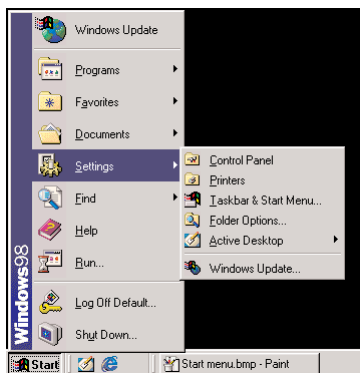 Windows Update
Programs
Favorites
Documents
Settings
Find
Help
Run...
Log Off Default...
Shut Down...
Windows98
Control Panel
Printers
Taskbar & Start Menu...
Folder Options...
Active Desktop
Windows Update...
Start
Start menu.bmp - Paint